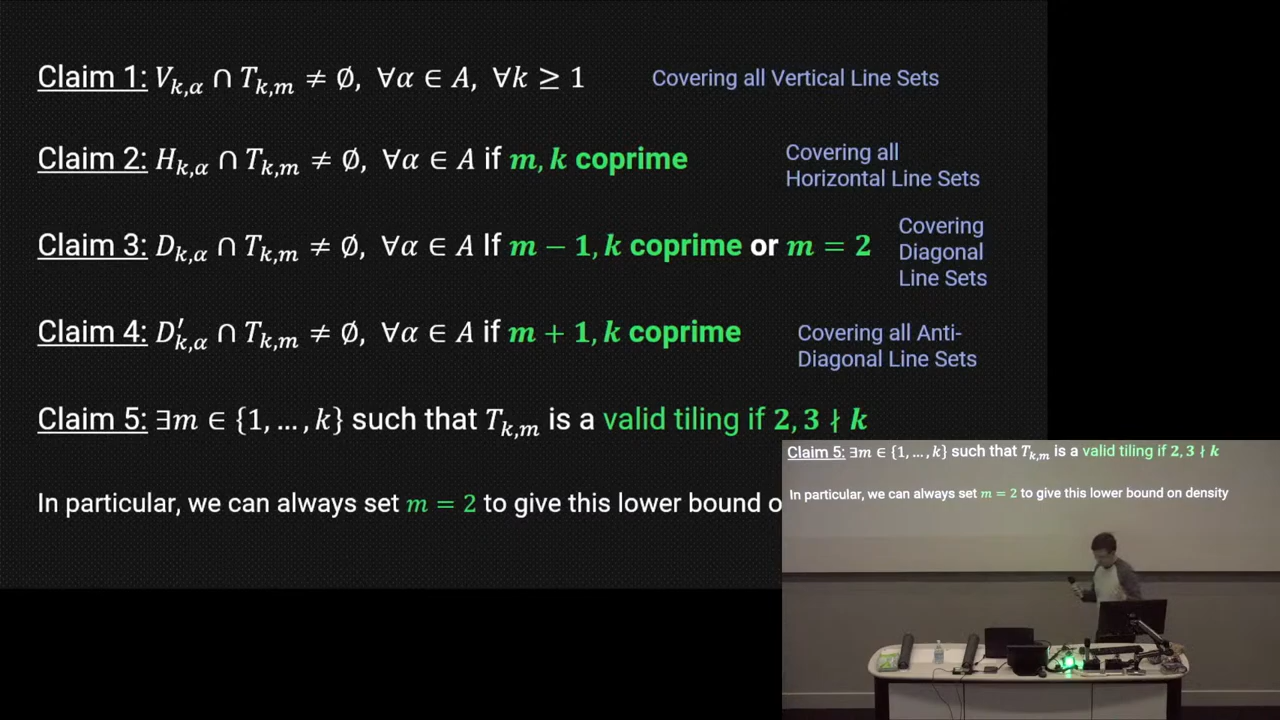 Claim 1: V_{k,α} ∩ T_{k,m} ≠ ∅, ∀α ∈ A, ∀k ≥ 1
Covering all Vertical Line Sets
Claim 2: H_{k,α} ∩ T_{k,m} ≠ ∅, ∀α ∈ A if m, k coprime
Covering all
Horizontal Line Sets
Claim 3: D_{k,α} ∩ T_{k,m} ≠ ∅, ∀α ∈ A If m − 1, k coprime or m = 2
Covering
Diagonal
Line Sets
Claim 4: D′_{k,α} ∩ T_{k,m} ≠ ∅, ∀α ∈ A if m + 1, k coprime
Covering all Anti-
Diagonal Line Sets
Claim 5: ∃m ∈ {1, … , k} such that T_{k,m} is a valid tiling if 2, 3 ∤ k
In particular, we can always set m = 2 to give this lower bound o
Claim 5: ∃m ∈ {1, … , k} such that T_{k,m} is a valid tiling if 2, 3 ∤ k
In particular, we can always set m = 2 to give this lower bound on density